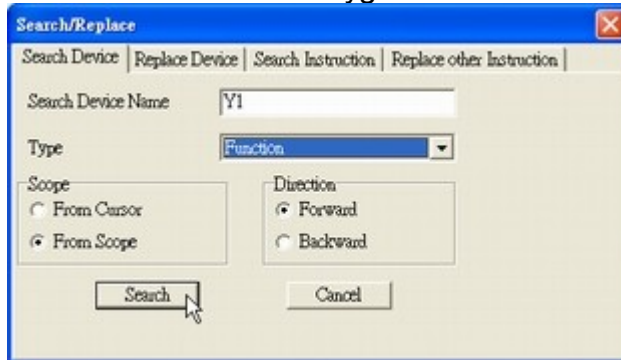 Search/Replace
Search Device Replace Device Search Instruction Replace other Instruction
Search Device Name Y1
Type Function
Scope Direction
From Cursor Forward
From Scope Backward
Search Cancel